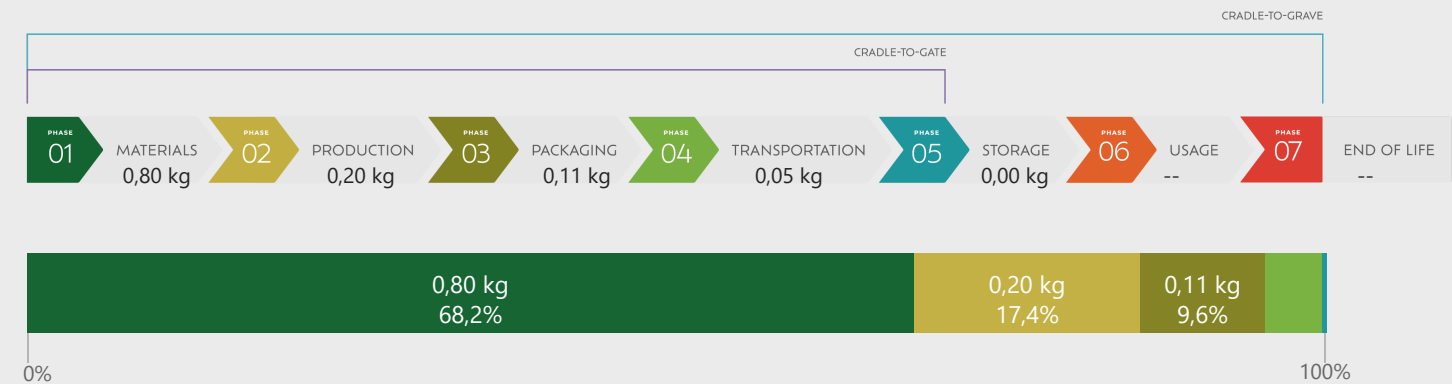 CRADLE-TO-GRAVE
CRADLE-TO-GATE
PHASE
01
MATERIALS
0,80 kg
PHASE
02
PRODUCTION
0,20 kg
PHASE
03
PACKAGING
0,11 kg
PHASE
04
TRANSPORTATION
0,05 kg
PHASE
05
STORAGE
0,00 kg
PHASE
06
USAGE
--
PHASE
07
END OF LIFE
--
0,80 kg
68,2%
0,20 kg
17,4%
0,11 kg
9,6%
0%
100%